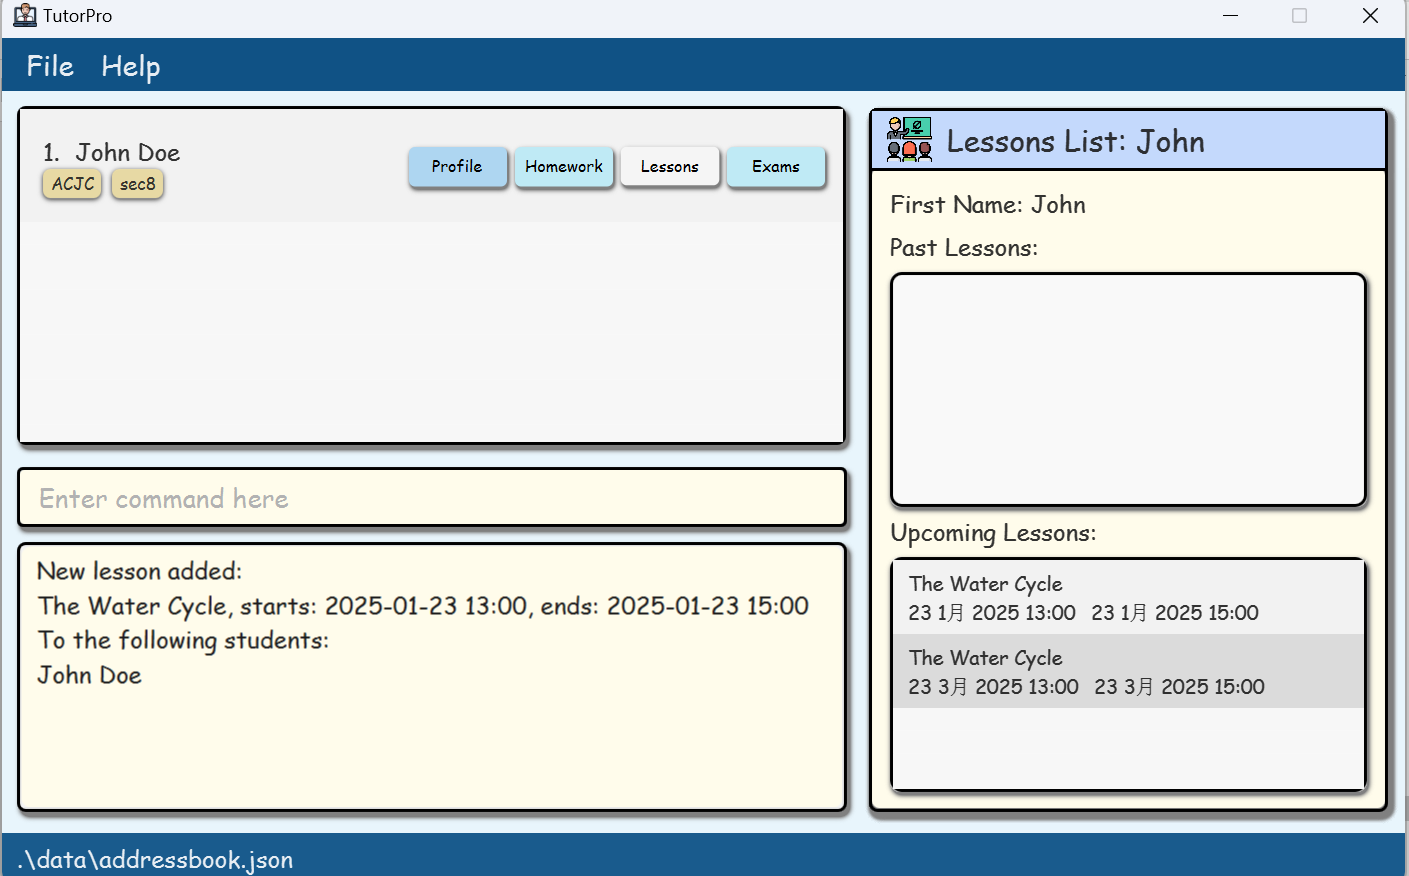 TutorPro
File Help
1. John Doe
ACJC sec8
Profile Homework Lessons Exams
Enter command here
New lesson added:
The Water Cycle, starts: 2025-01-23 13:00, ends: 2025-01-23 15:00
To the following students:
John Doe
Lessons List: John
First Name: John
Past Lessons:
Upcoming Lessons:
The Water Cycle
23 1月 2025 13:00 23 1月 2025 15:00
The Water Cycle
23 3月 2025 13:00 23 3月 2025 15:00
.\data\addressbook.json